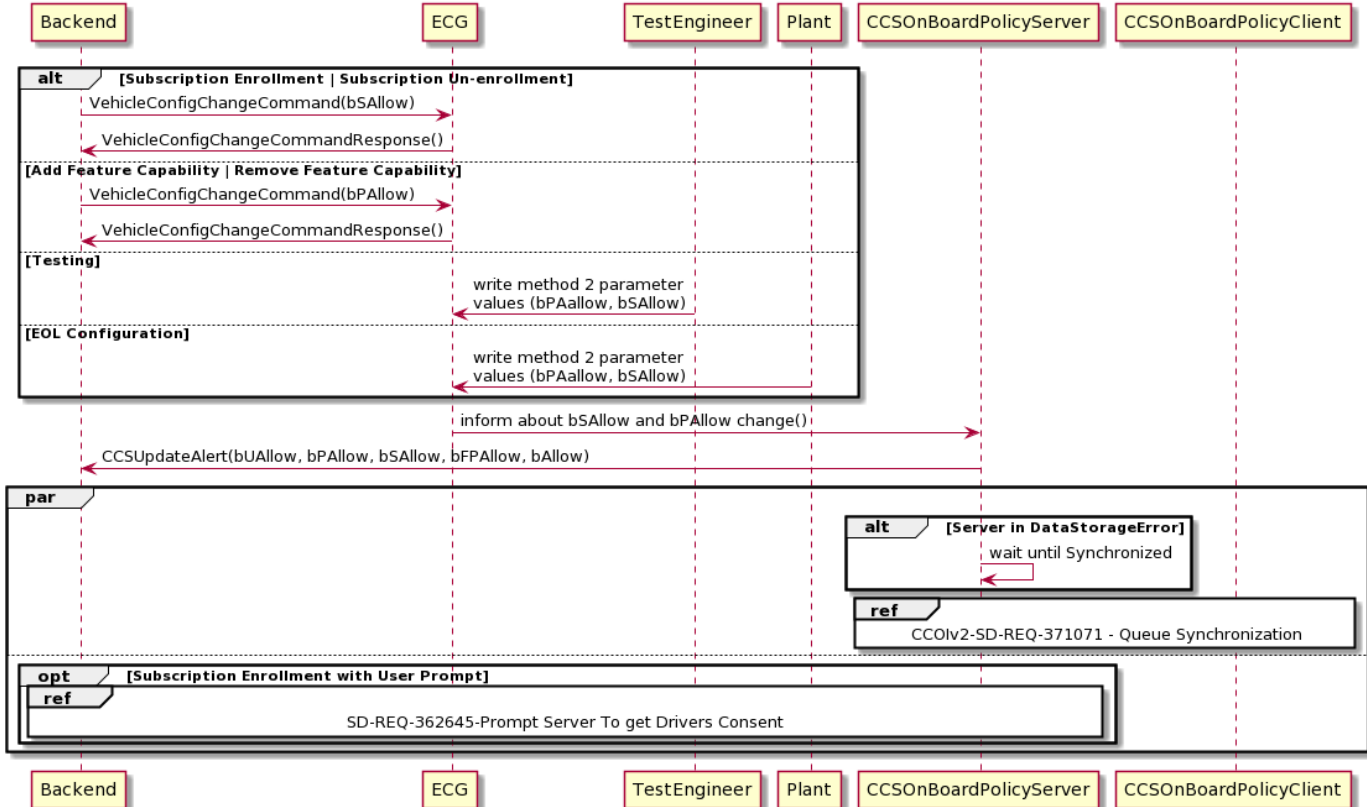 Backend ECG TestEngineer Plant CCSOnBoardPolicyServer CCSOnBoardPolicyClient
alt [Subscription Enrollment | Subscription Un-enrollment]
VehicleConfigChangeCommand(bSAllow)
VehicleConfigChangeCommandResponse()
[Add Feature Capability | Remove Feature Capability]
VehicleConfigChangeCommand(bPAllow)
VehicleConfigChangeCommandResponse()
[Testing]
write method 2 parameter
values (bPAallow, bSAllow)
[EOL Configuration]
write method 2 parameter
values (bPAallow, bSAllow)
inform about bSAllow and bPAllow change()
CCSUpdateAlert(bUAllow, bPAllow, bSAllow, bFPAllow, bAllow)
par
alt [Server in DataStorageError]
wait until Synchronized
ref
CCOIv2-SD-REQ-371071 - Queue Synchronization
opt [Subscription Enrollment with User Prompt]
ref
SD-REQ-362645-Prompt Server To get Drivers Consent
Backend ECG TestEngineer Plant CCSOnBoardPolicyServer CCSOnBoardPolicyClient